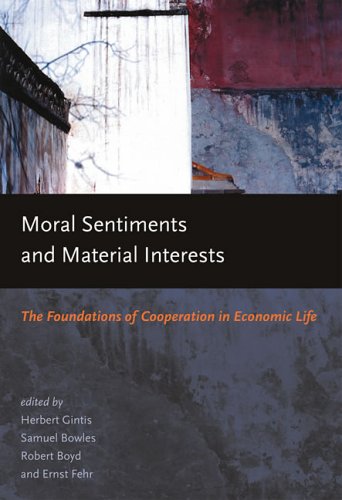 Moral Sentiments
and Material Interests
The Foundations of Cooperation in Economic Life
edited by
Herbert Gintis
Samuel Bowles
Robert Boyd
and Ernst Fehr